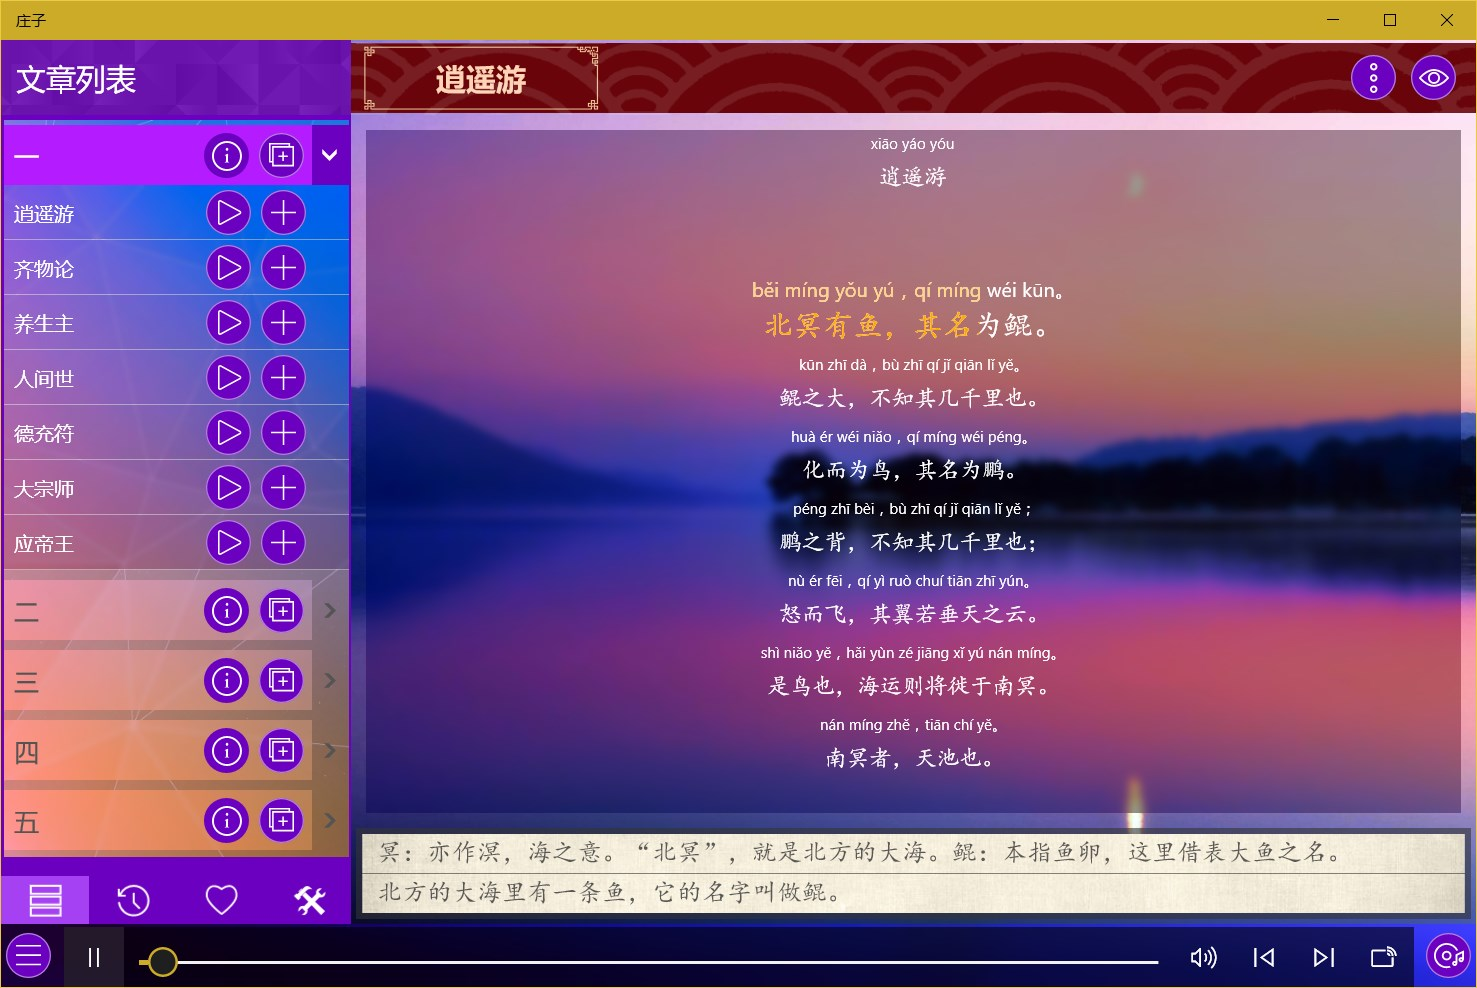 庄子
文章列表
一
逍遥游
齐物论
养生主
人间世
德充符
大宗师
应帝王
二
三
四
五
逍遥游
xiāo yáo yóu
逍遥游
běi míng yǒu yú，qí míng wéi kūn。
北冥有鱼，其名为鲲。
kūn zhī dà，bù zhī qí jǐ qiān lǐ yě。
鲲之大，不知其几千里也。
huà ér wéi niǎo，qí míng wéi péng。
化而为鸟，其名为鹏。
péng zhī bèi，bù zhī qí jǐ qiān lǐ yě；
鹏之背，不知其几千里也；
nù ér fēi，qí yì ruò chuí tiān zhī yún。
怒而飞，其翼若垂天之云。
shì niǎo yě，hǎi yùn zé jiāng xǐ yú nán míng。
是鸟也，海运则将徙于南冥。
nán míng zhě，tiān chí yě。
南冥者，天池也。
冥：亦作溟，海之意。“北冥”，就是北方的大海。鲲：本指鱼卵，这里借表大鱼之名。
北方的大海里有一条鱼，它的名字叫做鲲。